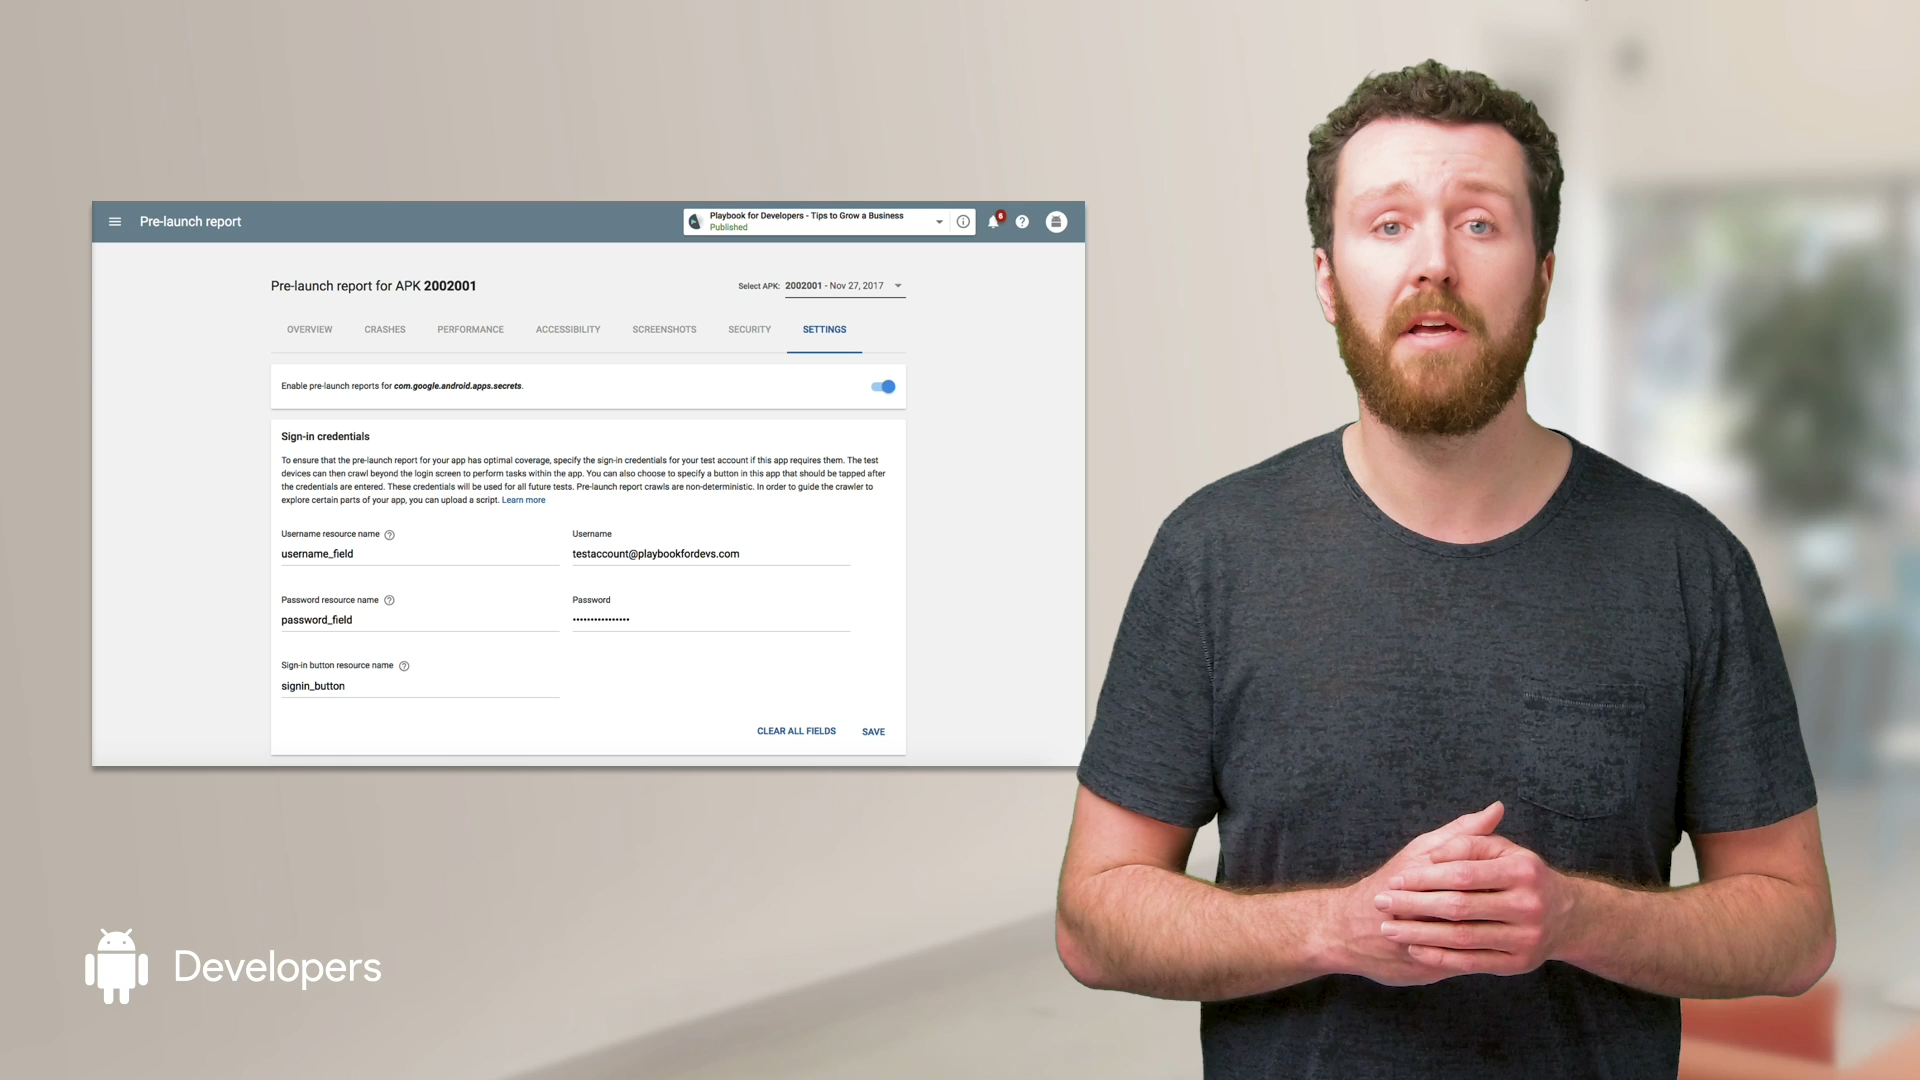 Pre-launch report
Playbook for Developers - Tips to Grow a Business
Published
6
Pre-launch report for APK 2002001
Select APK: 2002001 - Nov 27, 2017
OVERVIEW CRASHES PERFORMANCE ACCESSIBILITY SCREENSHOTS SECURITY SETTINGS
Enable pre-launch reports for com.google.android.apps.secrets.
Sign-in credentials
To ensure that the pre-launch report for your app has optimal coverage, specify the sign-in credentials for your test account if this app requires them. The test
devices can then crawl beyond the login screen to perform tasks within the app. You can also choose to specify a button in this app that should be tapped after
the credentials are entered. These credentials will be used for all future tests. Pre-launch report crawls are non-deterministic. In order to guide the crawler to
explore certain parts of your app, you can upload a script. Learn more
Username resource name ?
Username
username_field
testaccount@playbookfordevs.com
Password resource name ?
Password
password_field
••••••••••••••••
Sign-in button resource name ?
signin_button
CLEAR ALL FIELDS SAVE
Developers